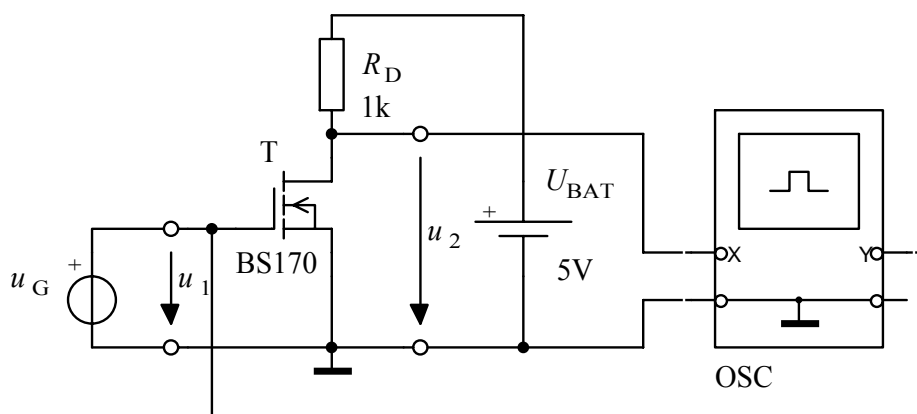 R_D
1k
T
U_BAT
+
u_2
BS170
u_G
+
u_1
5V
X
Y
OSC